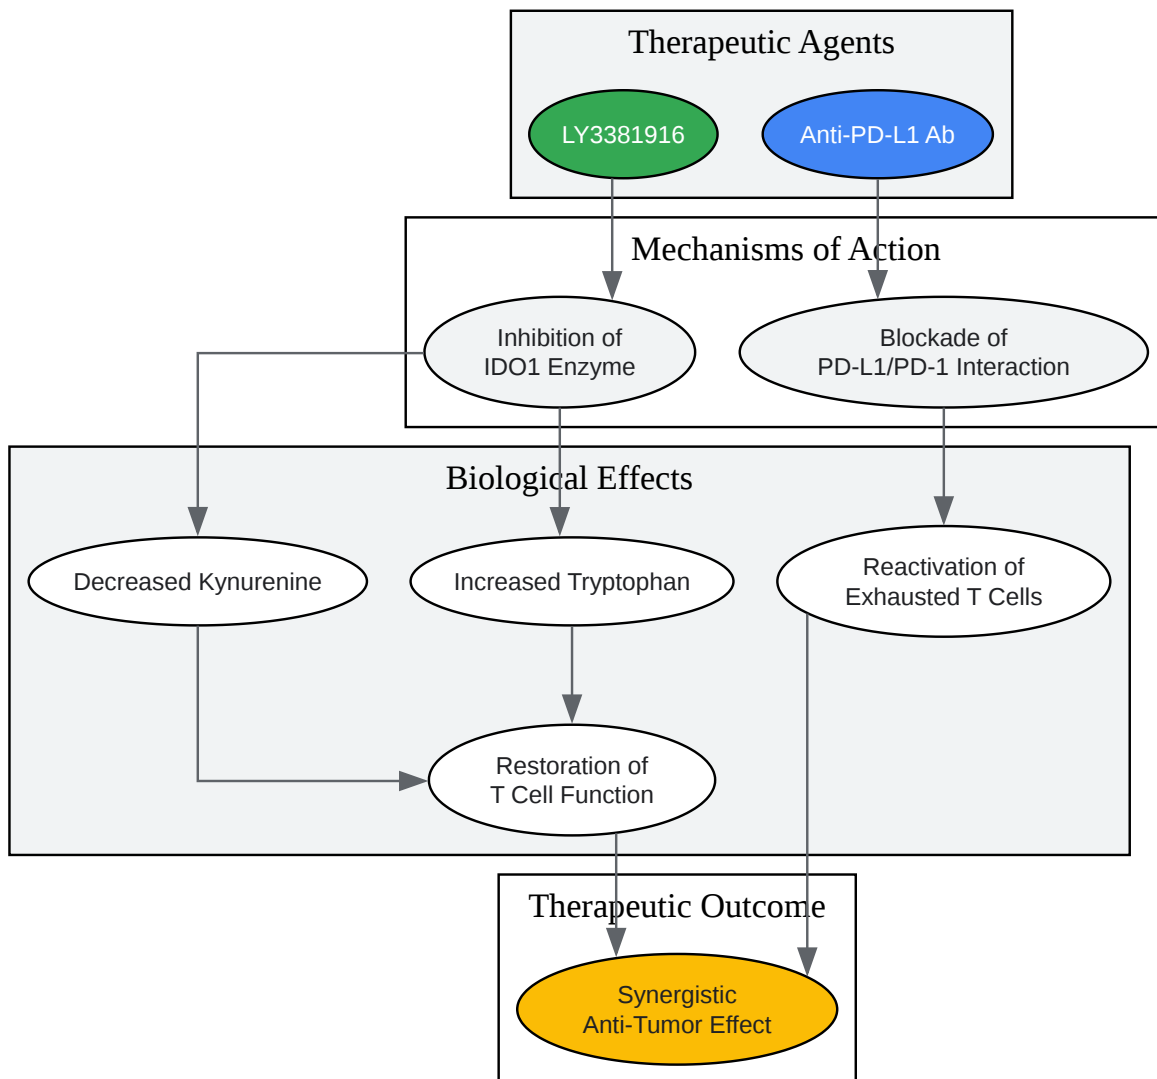 Therapeutic Agents
LY3381916
Anti-PD-L1 Ab
Mechanisms of Action
Inhibition of
IDO1 Enzyme
Blockade of
PD-L1/PD-1 Interaction
Biological Effects
Decreased Kynurenine
Increased Tryptophan
Reactivation of
Exhausted T Cells
Restoration of
T Cell Function
Therapeutic Outcome
Synergistic
Anti-Tumor Effect